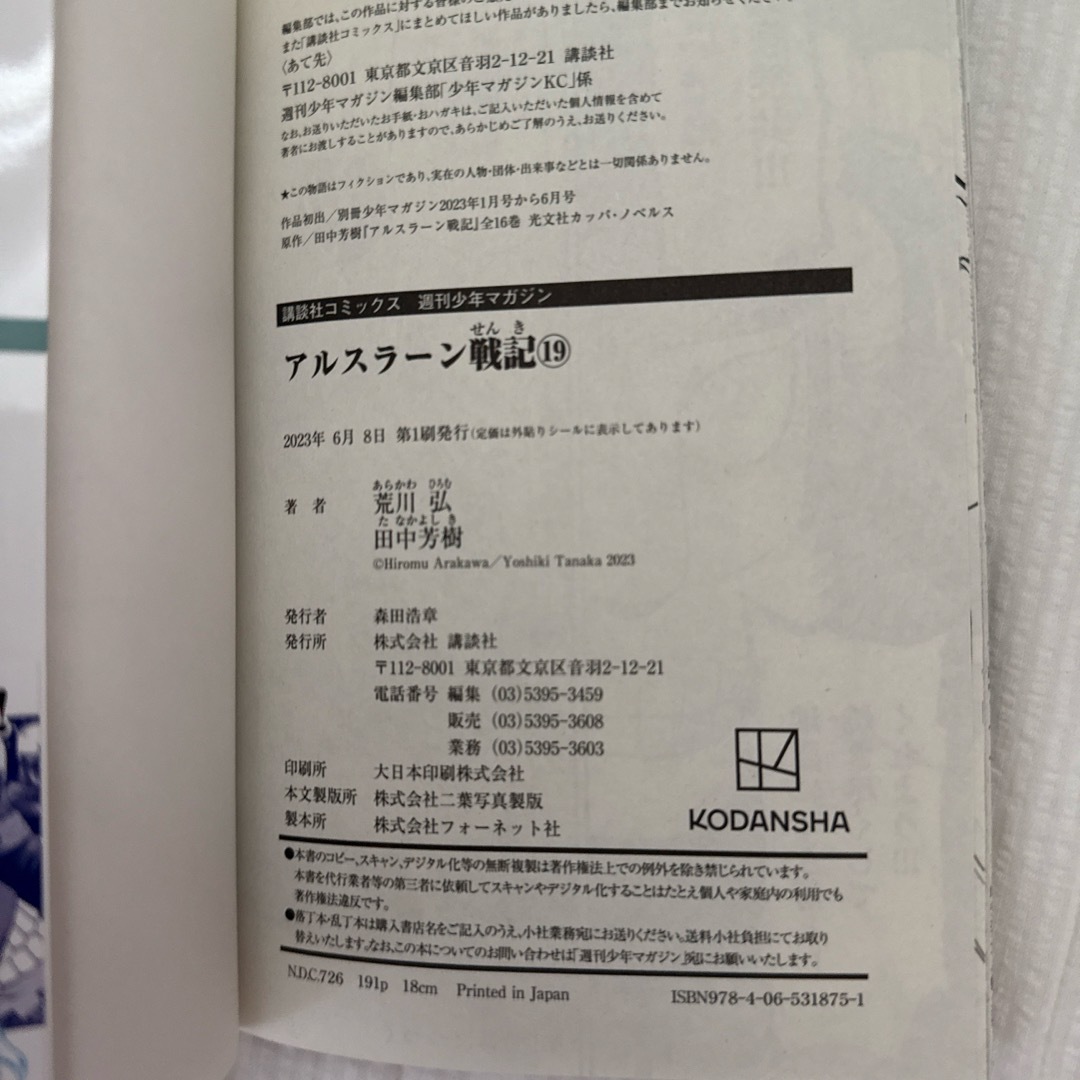 編集部では、この作品に対する皆様のご意
また「講談社コミックス」にまとめてほしい作品がありましたら、編集部までお知らせくださ
〈あて先〉
〒112-8001 東京都文京区音羽2-12-21 講談社
週刊少年マガジン編集部「少年マガジンKC」係
なお、お送りいただいたお手紙・おハガキは、ご記入いただいた個人情報を含めて
著者にお渡しすることがありますので、あらかじめご了解のうえ、お送りください。
★この物語はフィクションであり、実在の人物・団体・出来事などとは一切関係ありません。
作品初出/別冊少年マガジン2023年1月号から6月号
原作/田中芳樹『アルスラーン戦記』全16巻 光文社カッパ・ノベルス
講談社コミックス 週刊少年マガジン
せん き
アルスラーン戦記⑲
2023年 6月 8日 第1刷発行(定価は外貼りシールに表示してあります)
あらかわ ひろむ
著 者 荒川 弘
た なかよし き
田中芳樹
©Hiromu Arakawa/Yoshiki Tanaka 2023
発行者 森田浩章
発行所 株式会社 講談社
〒112-8001 東京都文京区音羽2-12-21
電話番号 編集 (03)5395-3459
販売 (03)5395-3608
業務 (03)5395-3603
印刷所 大日本印刷株式会社
本文製版所 株式会社二葉写真製版
製本所 株式会社フォーネット社
KODANSHA
●本書のコピー、スキャン、デジタル化等の無断複製は著作権法上での例外を除き禁じられています。
本書を代行業者等の第三者に依頼してスキャンやデジタル化することはたとえ個人や家庭内の利用でも
著作権法違反です。
●落丁本・乱丁本は購入書店名をご記入のうえ、小社業務宛にお送りください。送料小社負担にてお取り
替えいたします。なお、この本についてのお問い合わせは「週刊少年マガジン」宛にお願いいたします。
N.D.C.726 191p 18cm Printed in Japan ISBN978-4-06-531875-1